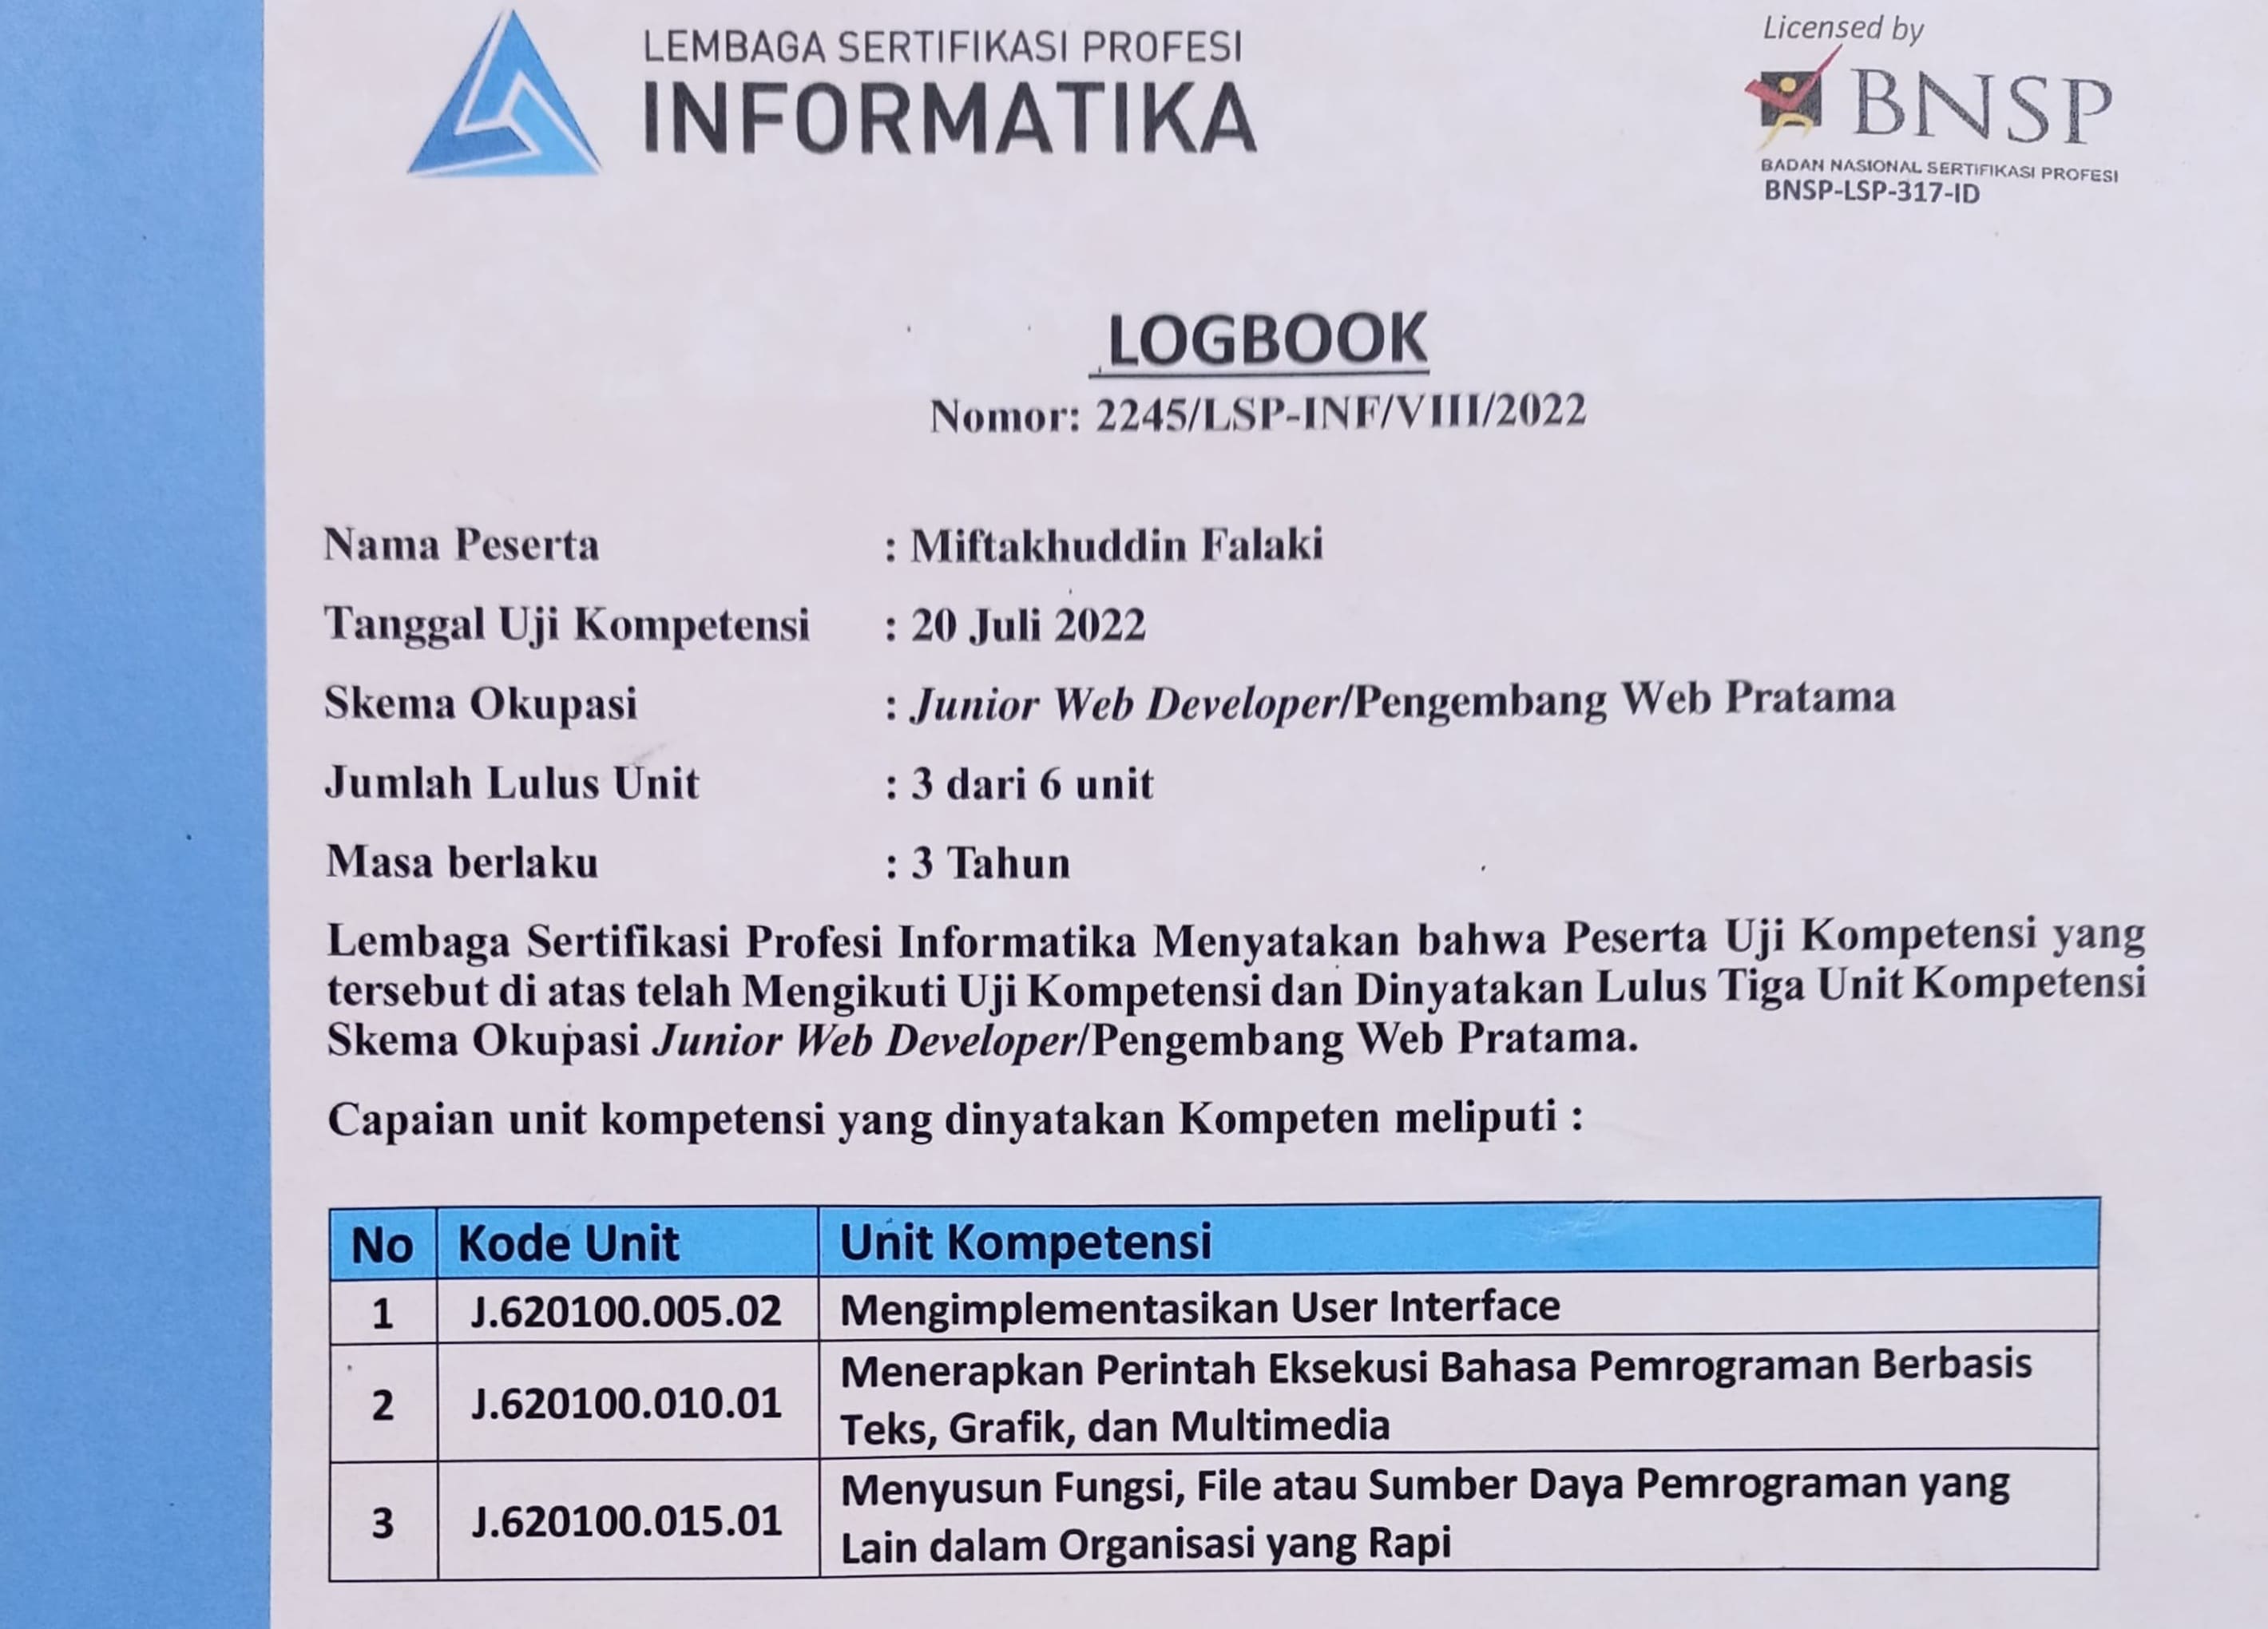 LEMBAGA SERTIFIKASI PROFESI
INFORMATIKA
Licensed by
BNSP
BADAN NASIONAL SERTIFIKASI PROFESI
BNSP-LSP-317-ID
LOGBOOK
Nomor: 2245/LSP-INF/VIII/2022
Nama Peserta : Miftakhuddin Falaki
Tanggal Uji Kompetensi : 20 Juli 2022
Skema Okupasi : Junior Web Developer/Pengembang Web Pratama
Jumlah Lulus Unit : 3 dari 6 unit
Masa berlaku : 3 Tahun
Lembaga Sertifikasi Profesi Informatika Menyatakan bahwa Peserta Uji Kompetensi yang
tersebut di atas telah Mengikuti Uji Kompetensi dan Dinyatakan Lulus Tiga Unit Kompetensi
Skema Okupasi Junior Web Developer/Pengembang Web Pratama.
Capaian unit kompetensi yang dinyatakan Kompeten meliputi :
No Kode Unit Unit Kompetensi
1 J.620100.005.02 Mengimplementasikan User Interface
2 J.620100.010.01 Menerapkan Perintah Eksekusi Bahasa Pemrograman Berbasis
Teks, Grafik, dan Multimedia
3 J.620100.015.01 Menyusun Fungsi, File atau Sumber Daya Pemrograman yang
Lain dalam Organisasi yang Rapi